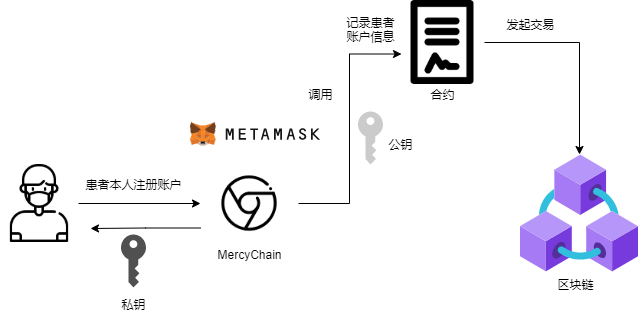 记录患者
账户信息
发起交易
调用
合约
METAMASK
公钥
患者本人注册账户
MercyChain
区块链
私钥